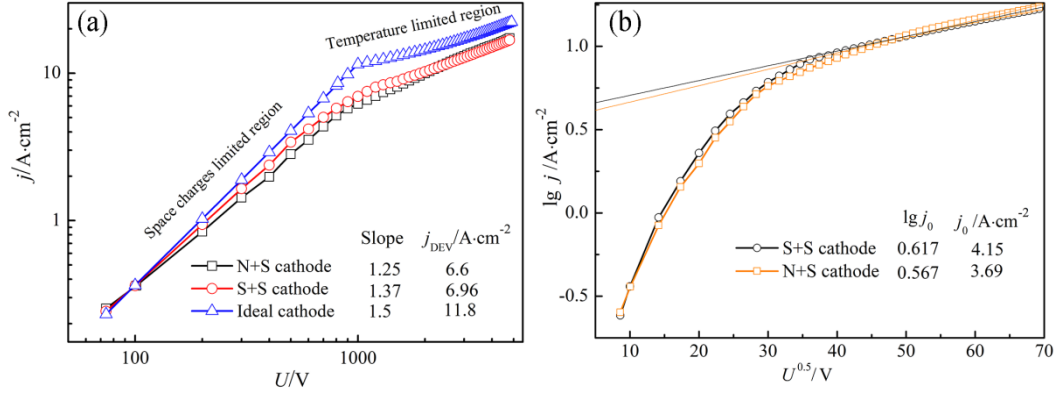 (a)
Temperature limited region
Space charges limited region
10
1
j/A·cm-2
Slope jDEV/A·cm-2
N+S cathode 1.25 6.6
S+S cathode 1.37 6.96
Ideal cathode 1.5 11.8
100 1000
U/V
(b)
1.0
0.5
0.0
-0.5
lg j /A·cm-2
lg j0 j0/A·cm-2
S+S cathode 0.617 4.15
N+S cathode 0.567 3.69
10 20 30 40 50 60 70
U0.5/V